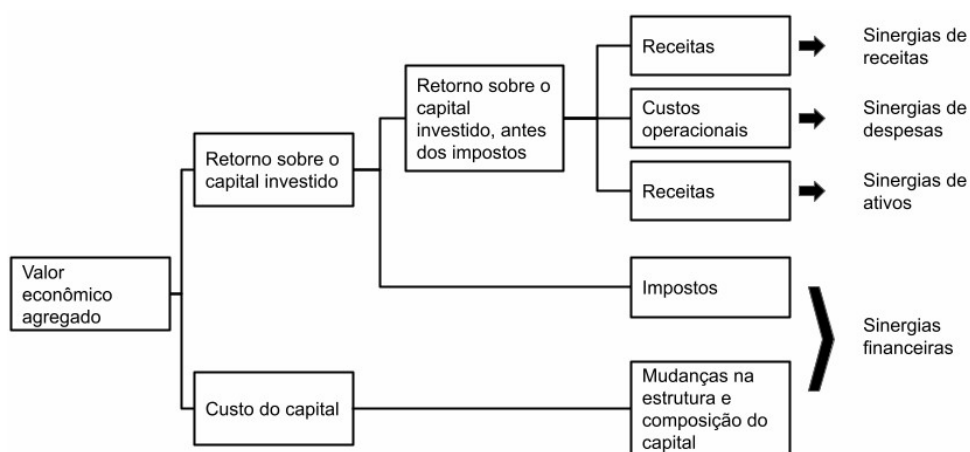 Receitas
Sinergias de
receitas
Retorno sobre o
capital
investido, antes
dos impostos
Custos
operacionais
Sinergias de
despesas
Retorno sobre o
capital investido
Receitas
Sinergias de
ativos
Valor
econômico
agregado
Impostos
Sinergias
financeiras
Custo do capital
Mudanças na
estrutura e
composição do
capital